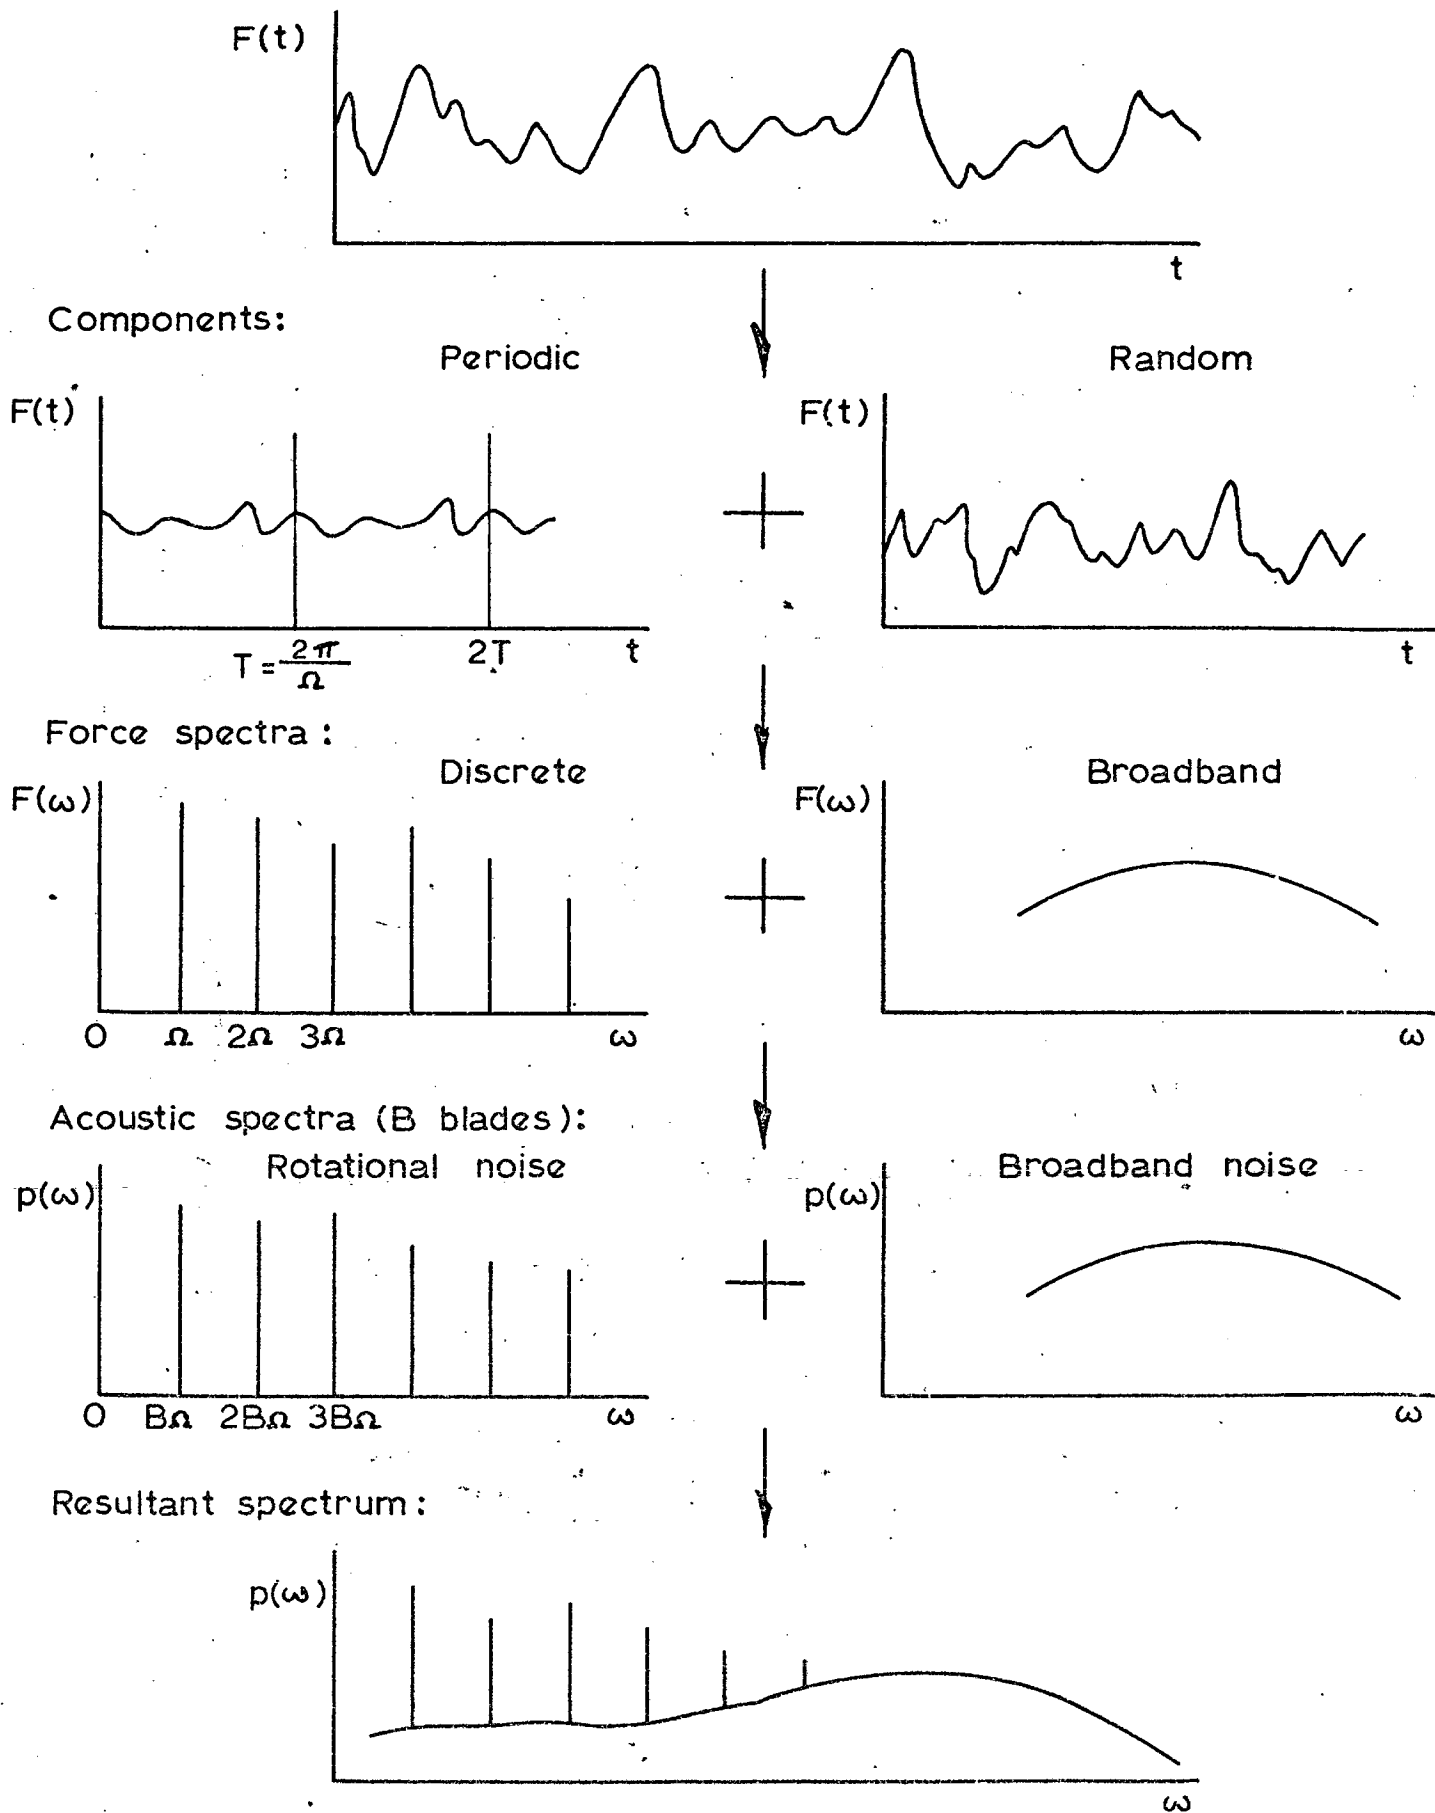 F(t)
t
Components:
Periodic
Random
F(t)
F(t)
T = 2π/Ω
2T
t
t
Force spectra :
Discrete
Broadband
F(ω)
F(ω)
0 Ω 2Ω 3Ω ω
ω
Acoustic spectra (B blades):
Rotational noise
Broadband noise
p(ω)
p(ω)
0 BΩ 2BΩ 3BΩ ω
ω
Resultant spectrum:
p(ω)
ω